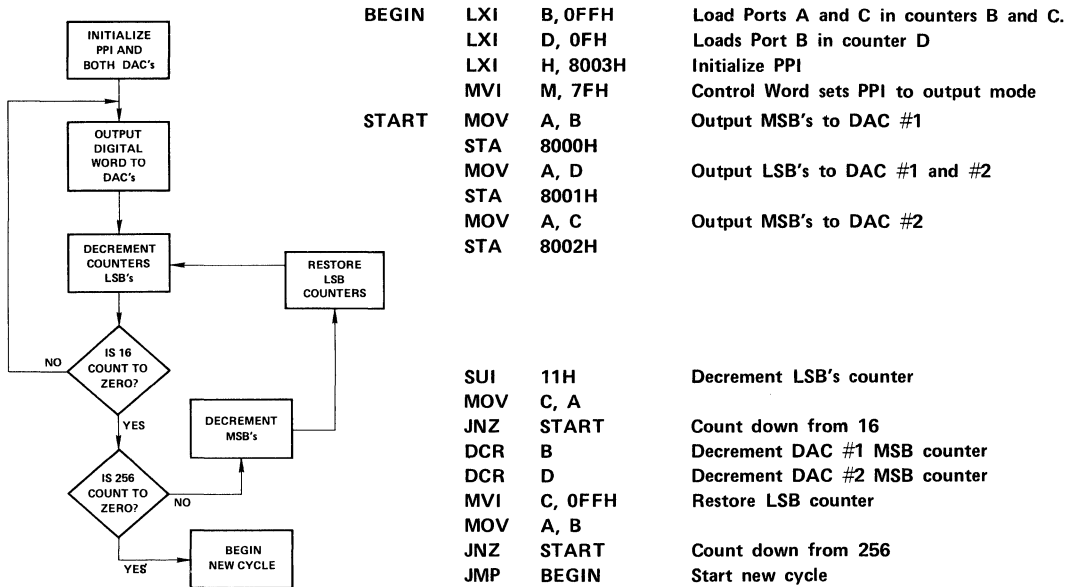 INITIALIZE
PPI AND
BOTH DAC's
OUTPUT
DIGITAL
WORD TO
DAC's
DECREMENT
COUNTERS
LSB's
RESTORE
LSB
COUNTERS
IS 16
COUNT TO
ZERO?
NO
YES
DECREMENT
MSB's
IS 256
COUNT TO
ZERO?
NO
YES
BEGIN
NEW CYCLE
BEGIN LXI B, 0FFH Load Ports A and C in counters B and C.
LXI D, 0FH Loads Port B in counter D
LXI H, 8003H Initialize PPI
MVI M, 7FH Control Word sets PPI to output mode
START MOV A, B Output MSB's to DAC #1
STA 8000H
MOV A, D Output LSB's to DAC #1 and #2
STA 8001H
MOV A, C Output MSB's to DAC #2
STA 8002H
SUI 11H Decrement LSB's counter
MOV C, A
JNZ START Count down from 16
DCR B Decrement DAC #1 MSB counter
DCR D Decrement DAC #2 MSB counter
MVI C, 0FFH Restore LSB counter
MOV A, B
JNZ START Count down from 256
JMP BEGIN Start new cycle